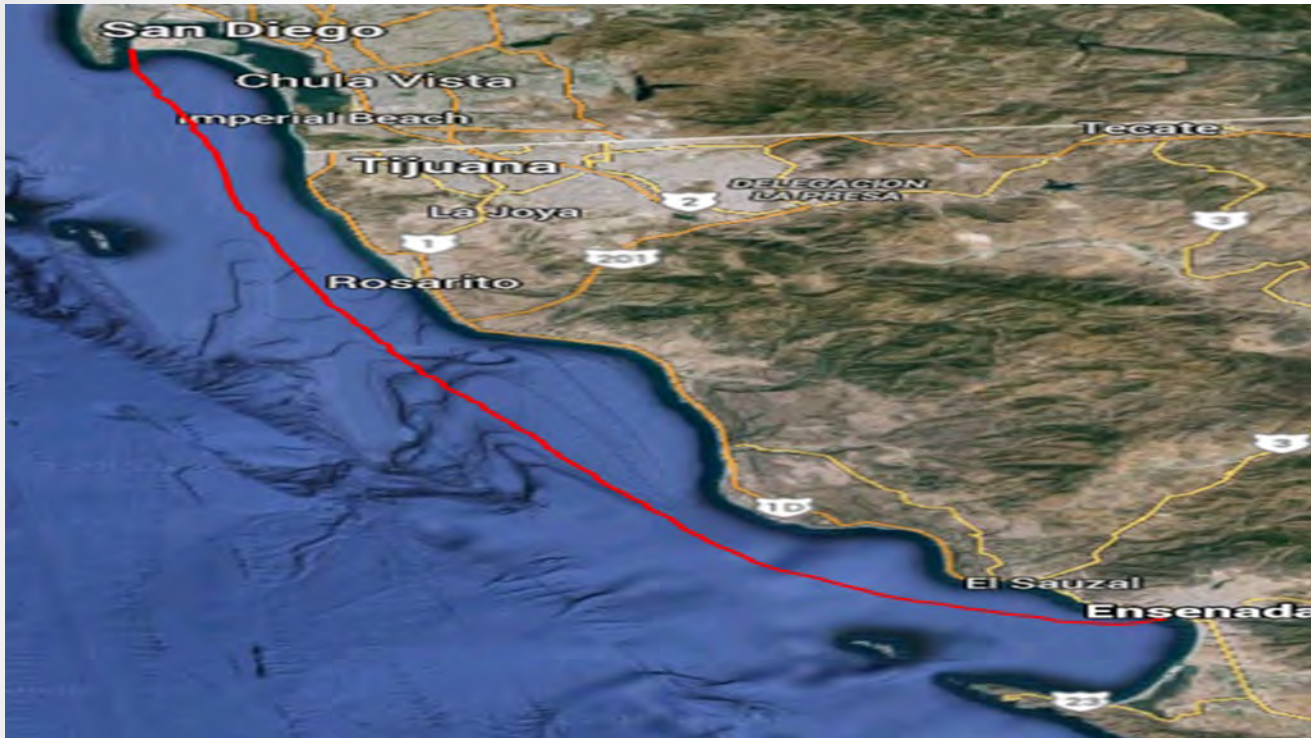 San Diego
Chula Vista
Imperial Beach
Tecate
Tijuana
DELEGACION
LA PRESA
2
La Joya
3
1
201
Rosarito
3
1D
El Sauzal
Ensenada
23